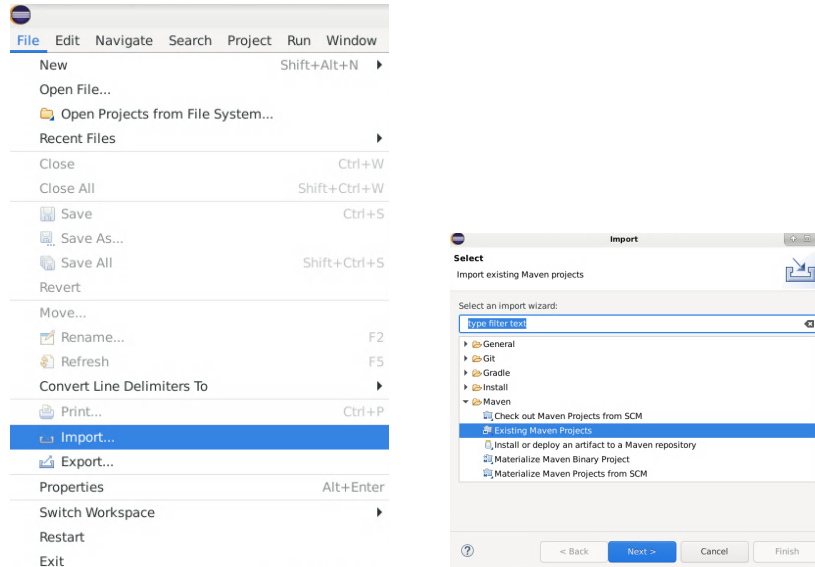 File Edit Navigate Search Project Run Window
New Shift+Alt+N
Open File...
Open Projects from File System...
Recent Files
Close Ctrl+W
Close All Shift+Ctrl+W
Save Ctrl+S
Save As...
Save All Shift+Ctrl+S
Revert
Move...
Rename... F2
Refresh F5
Convert Line Delimiters To
Print... Ctrl+P
Import...
Export...
Properties Alt+Enter
Switch Workspace
Restart
Exit
Import
Select
Import existing Maven projects
Select an import wizard:
type filter text
General
Git
Gradle
Install
Maven
Check out Maven Projects from SCM
Existing Maven Projects
Install or deploy an artifact to a Maven repository
Materialize Maven Binary Project
Materialize Maven Projects from SCM
< Back Next > Cancel Finish